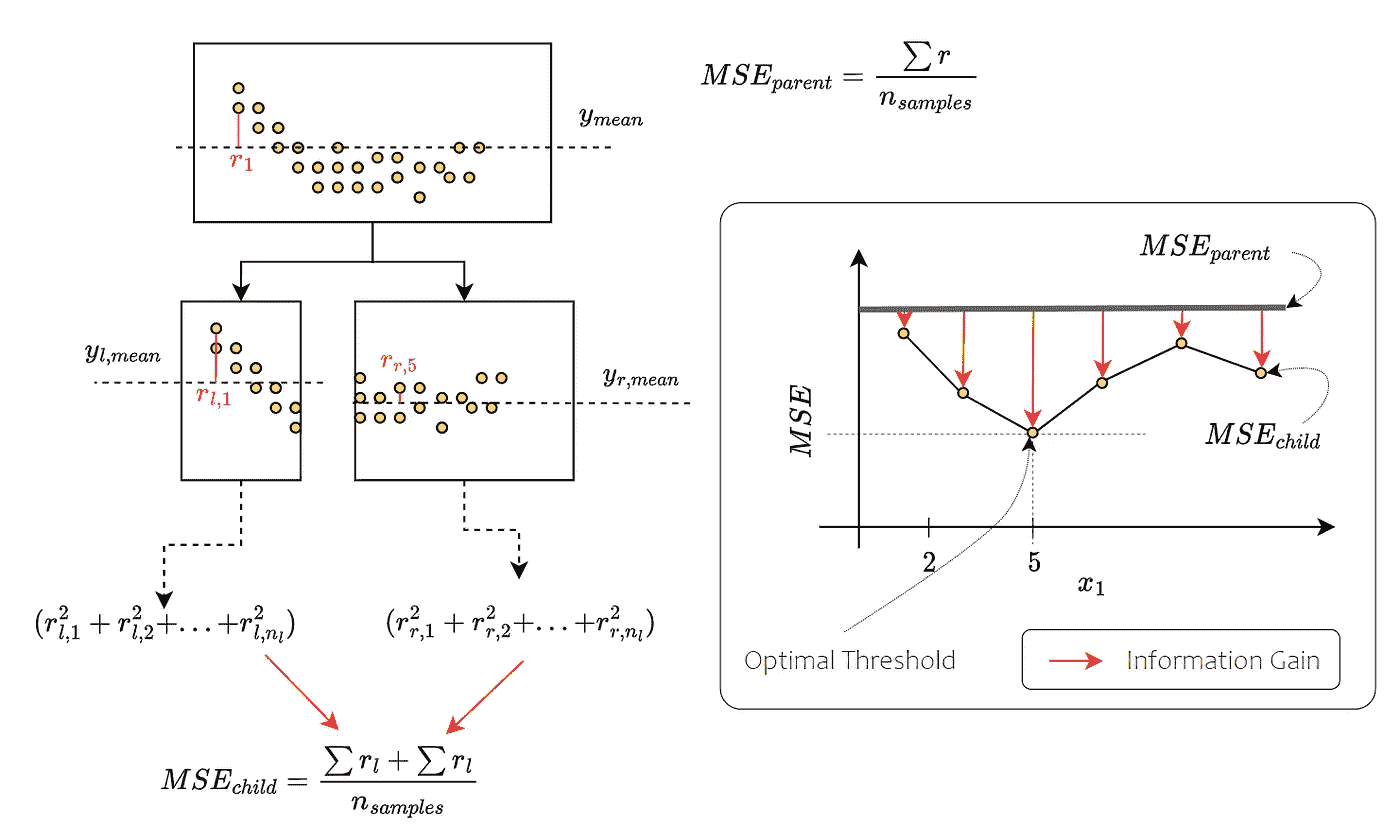 MSE_{parent} = \frac{\sum r}{n_{samples}}
y_{mean}
r_1
y_{l,mean}
r_{l,1}
r_{r,5}
y_{r,mean}
(r_{l,1}^2 + r_{l,2}^2 + ... + r_{l,n_l}^2)
(r_{r,1}^2 + r_{r,2}^2 + ... + r_{r,n_l}^2)
MSE_{child} = \frac{\sum r_l + \sum r_l}{n_{samples}}
MSE_{parent}
MSE
MSE_{child}
2
5
x_1
Optimal Threshold
Information Gain